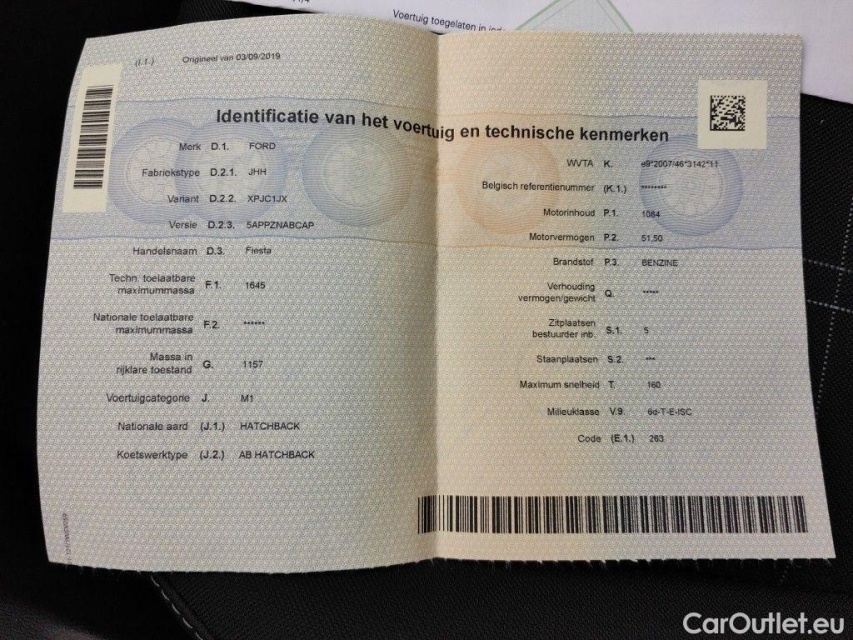 Voertuig toegelaten in
(I.1.) Origineel van 03/09/2019
Identificatie van het voertuig en technische kenmerken
Merk D.1. FORD
Fabriekstype D.2.1. JHH
Variant D.2.2. XPJC1JX
Versie D.2.3. 5APPZNABCAP
Handelsnaam D.3. Fiesta
Techn. toelaatbare
maximummassa F.1. 1645
Nationale toelaatbare
maximummassa F.2. ******
Massa in
rijklare toestand G. 1157
Voertuigcategorie J. M1
Nationale aard (J.1.) HATCHBACK
Koetswerktype (J.2.) AB HATCHBACK
WVTA K. e9*2007/46*3142*11
Belgisch referentienummer (K.1.) ********
Motorinhoud P.1. 1084
Motorvermogen P.2. 51,50
Brandstof P.3. BENZINE
Verhouding
vermogen/gewicht Q. *****
Zitplaatsen
bestuurder inb. S.1. 5
Staanplaatsen S.2. ***
Maximum snelheid T. 160
Milieuklasse V.9. 6d-T-E-ISC
Code (E.1.) 263
CarOutlet.eu